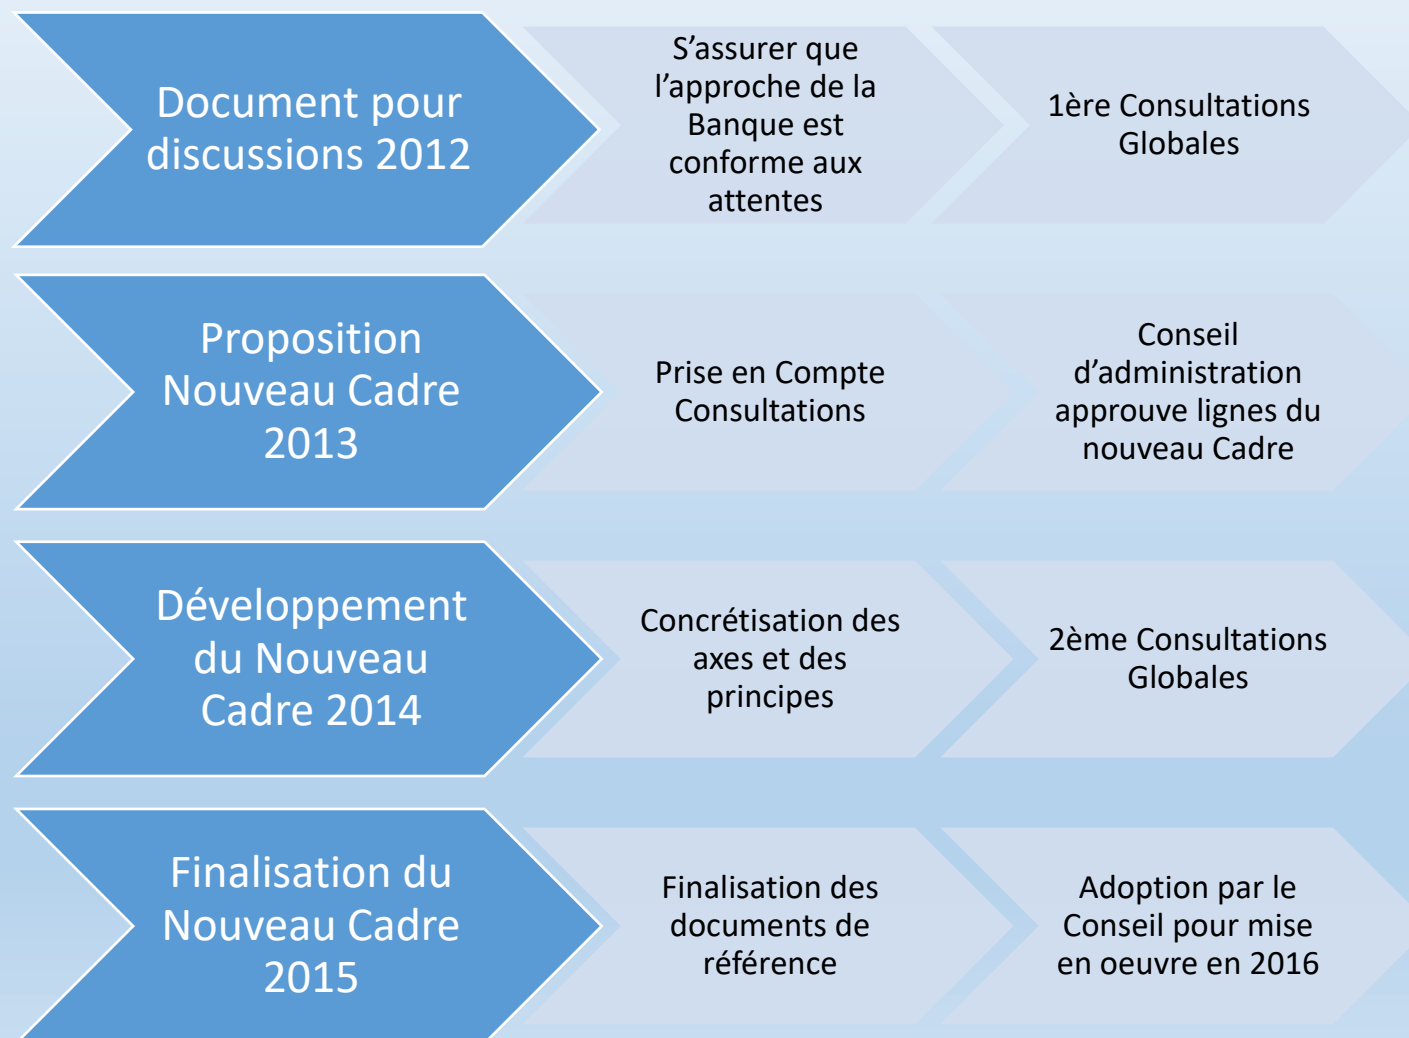 Document pour
discussions 2012
S’assurer que
l’approche de la
Banque est
conforme aux
attentes
1ère Consultations
Globales
Proposition
Nouveau Cadre
2013
Prise en Compte
Consultations
Conseil
d’administration
approuve lignes du
nouveau Cadre
Développement
du Nouveau
Cadre 2014
Concrétisation des
axes et des
principes
2ème Consultations
Globales
Finalisation du
Nouveau Cadre
2015
Finalisation des
documents de
référence
Adoption par le
Conseil pour mise
en oeuvre en 2016